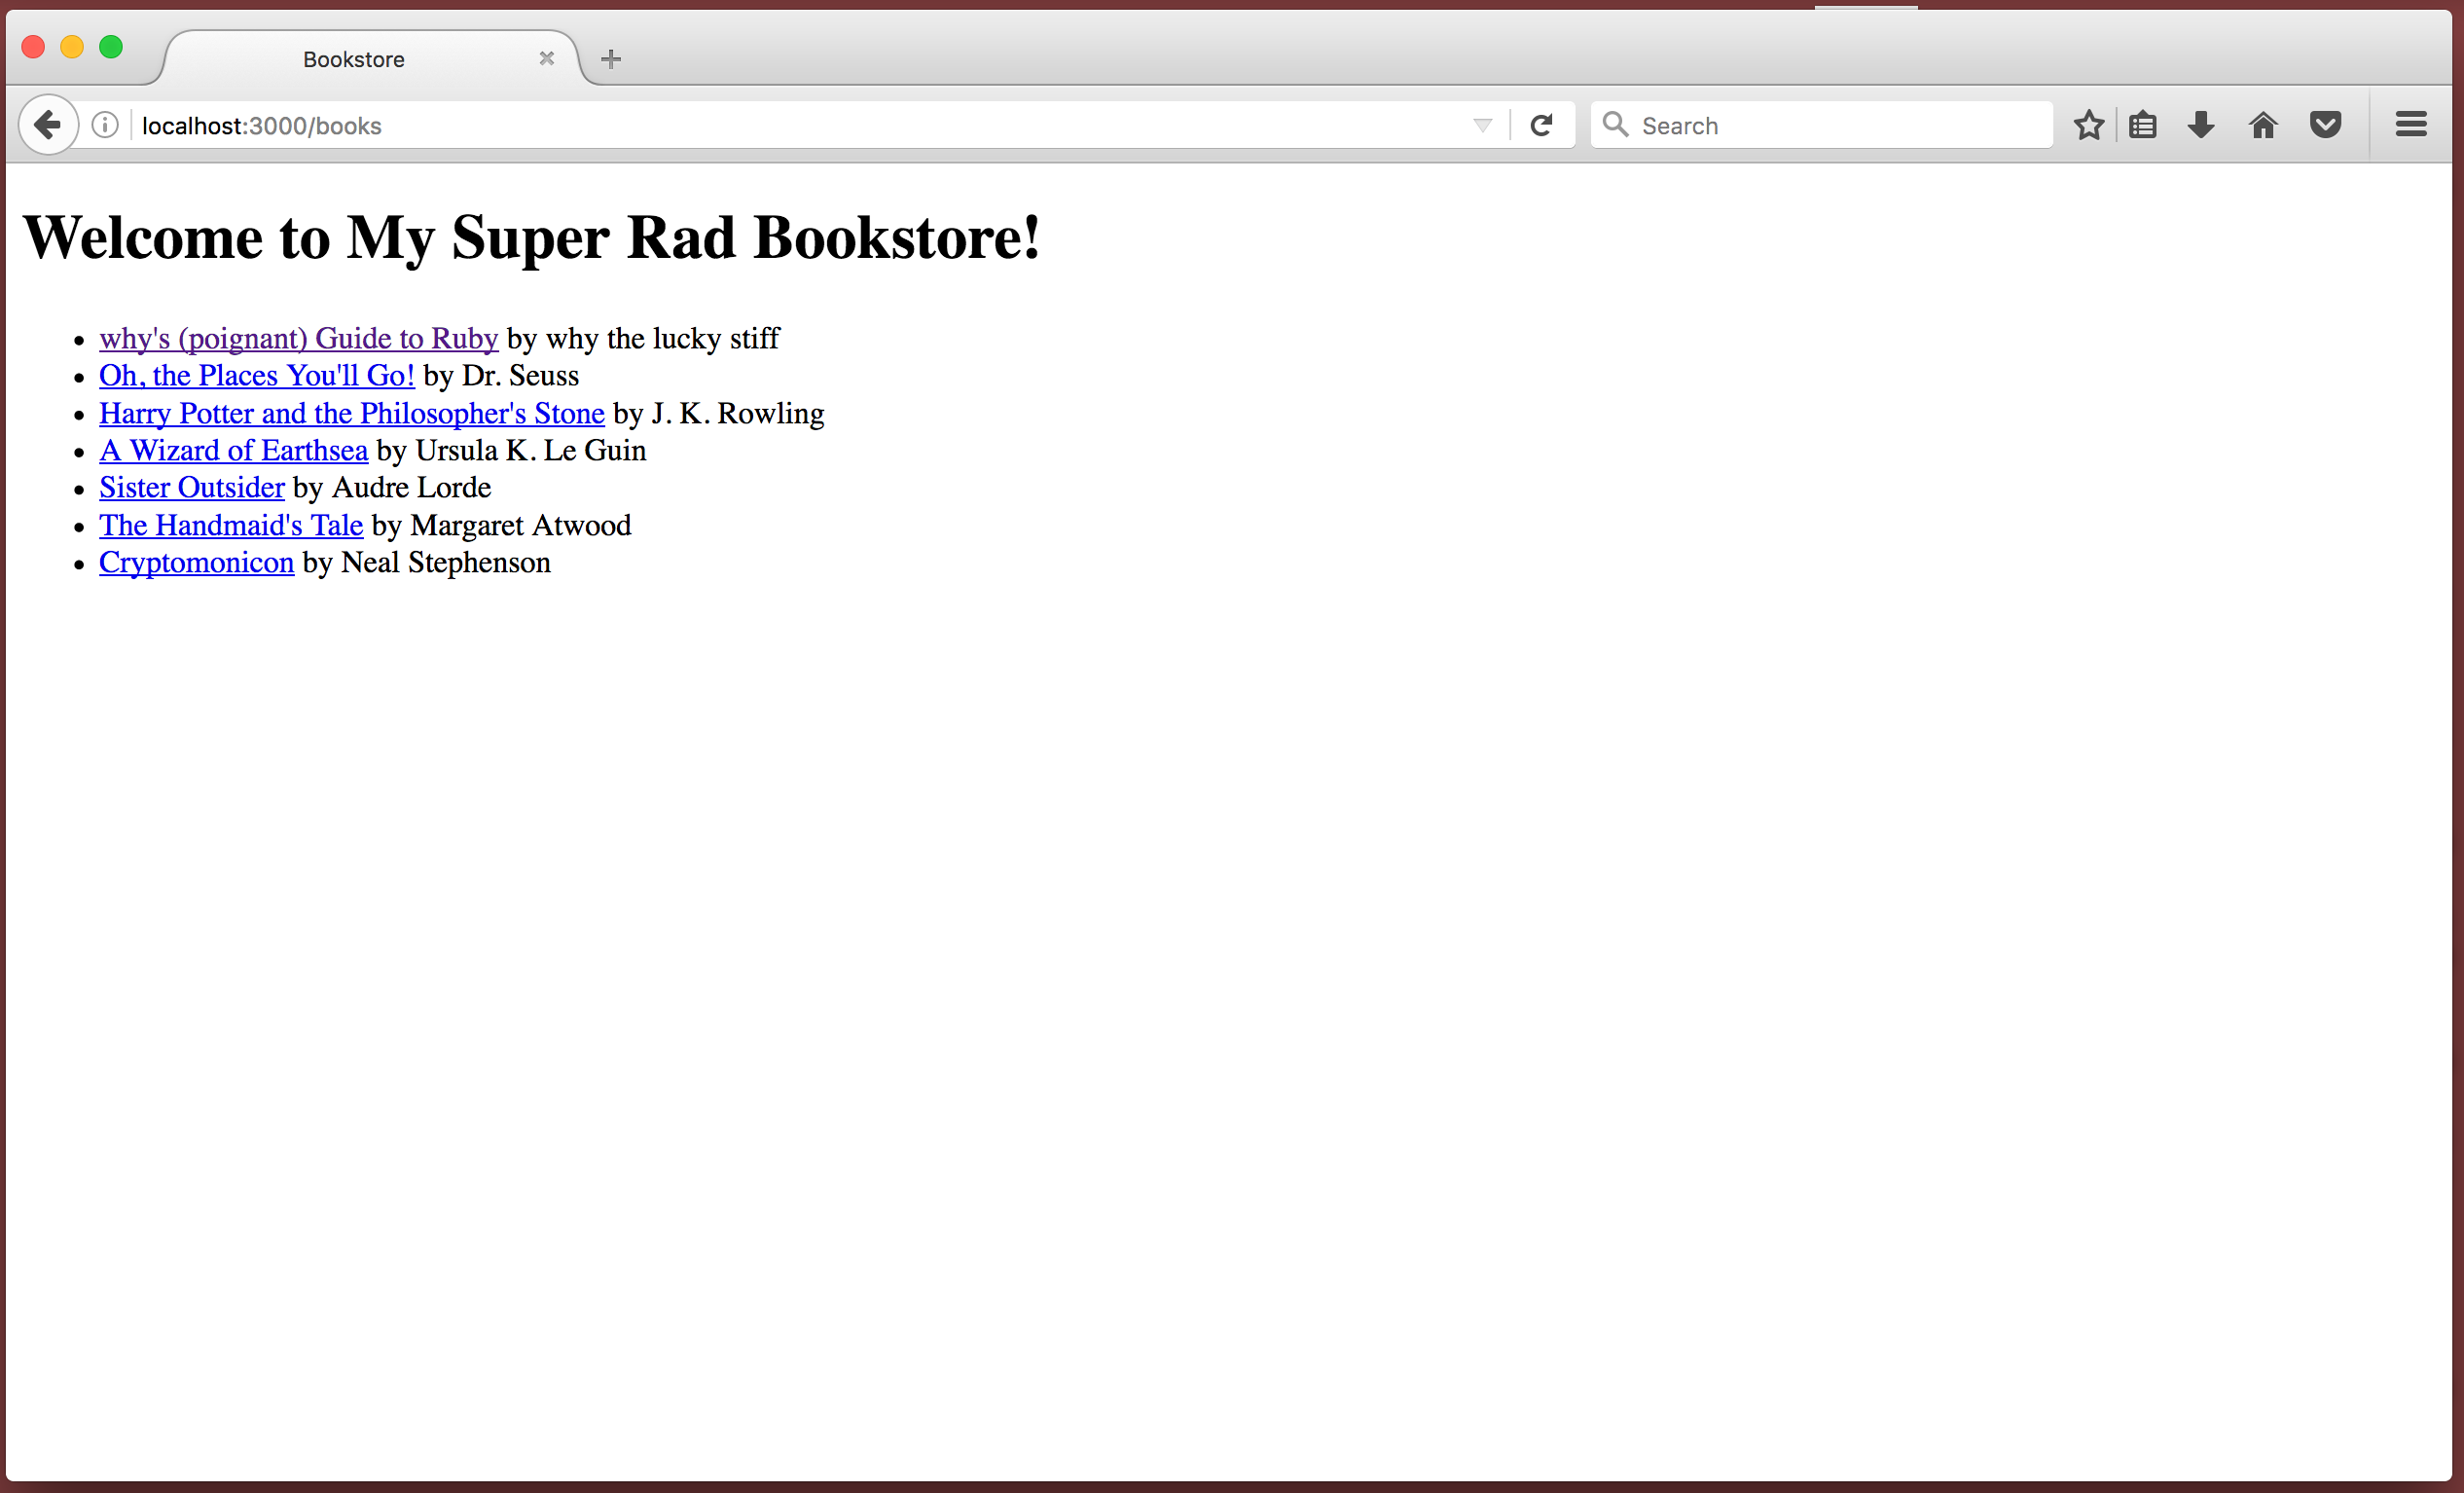 Bookstore
localhost:3000/books
Search
Welcome to My Super Rad Bookstore!
why's (poignant) Guide to Ruby by why the lucky stiff
Oh, the Places You'll Go! by Dr. Seuss
Harry Potter and the Philosopher's Stone by J. K. Rowling
A Wizard of Earthsea by Ursula K. Le Guin
Sister Outsider by Audre Lorde
The Handmaid's Tale by Margaret Atwood
Cryptomonicon by Neal Stephenson